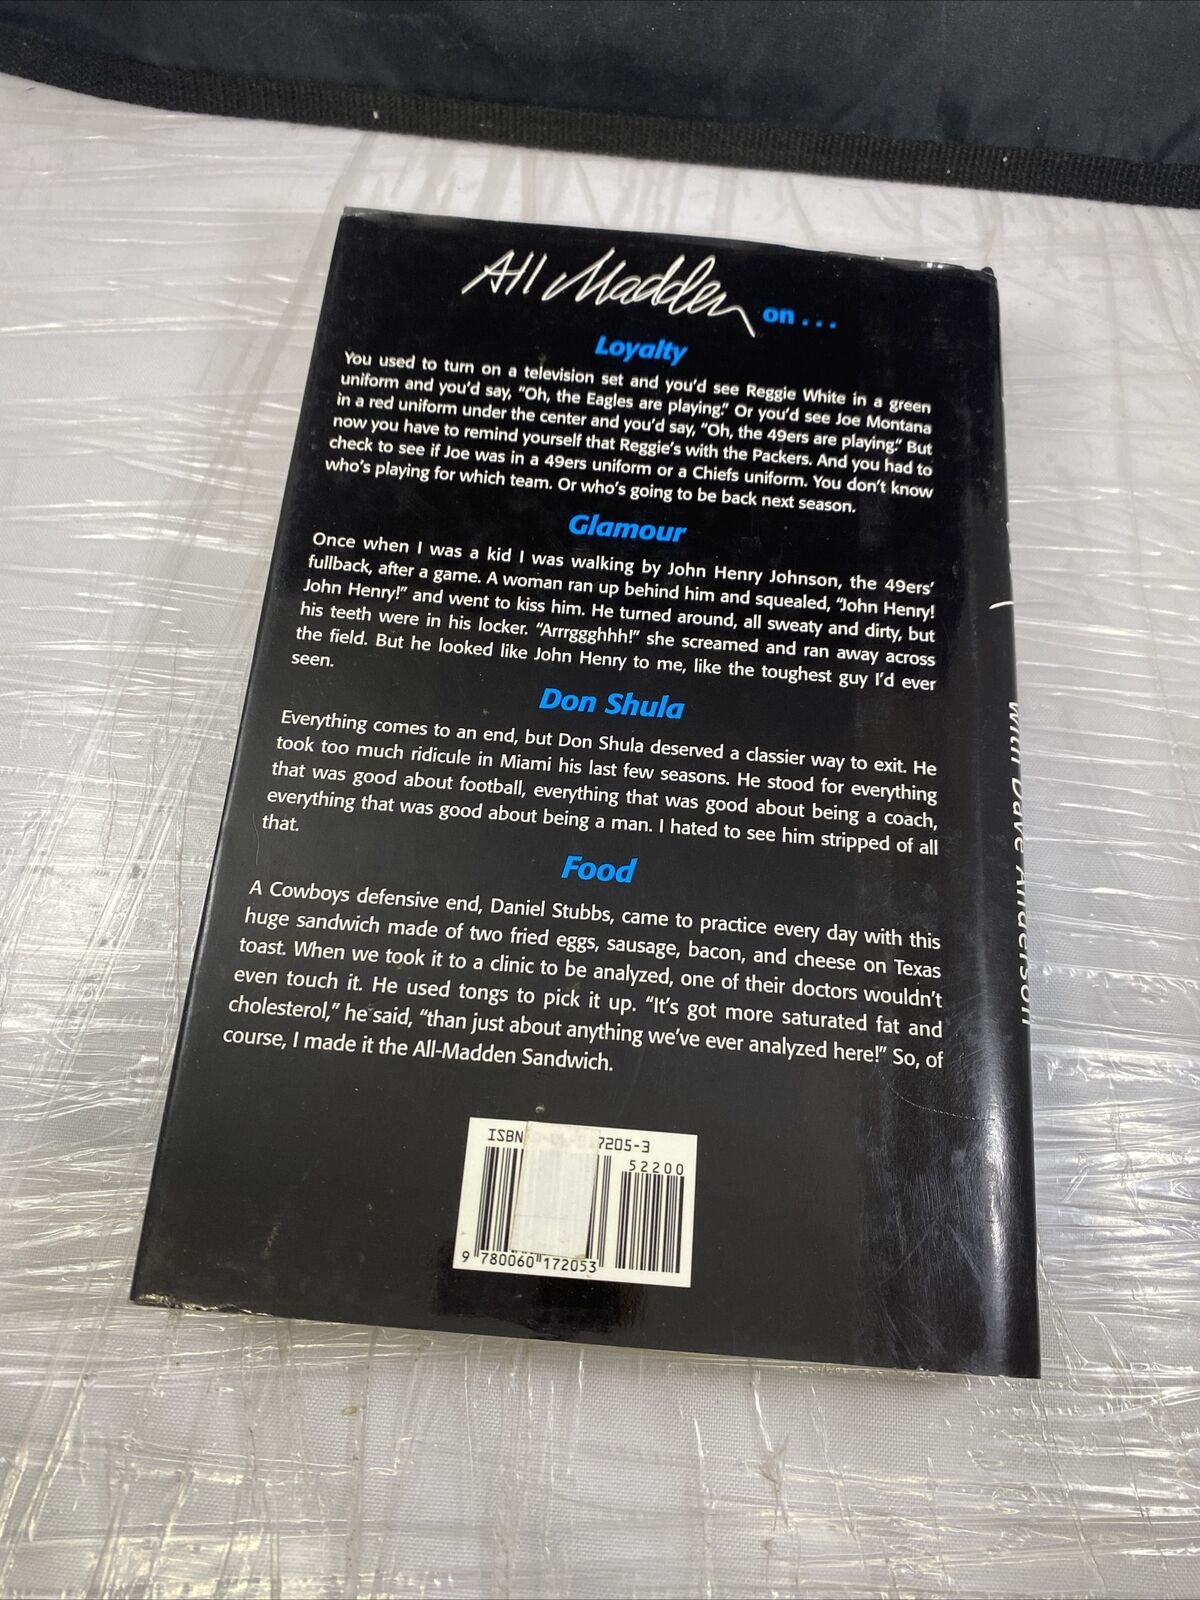 All Madden on . . .
Loyalty
You used to turn on a television set and you'd see Reggie White in a green
uniform and you'd say, "Oh, the Eagles are playing." Or you'd see Joe Montana
in a red uniform under the center and you'd say, "Oh, the 49ers are playing." But
now you have to remind yourself that Reggie's with the Packers. And you had to
check to see if Joe was in a 49ers uniform or a Chiefs uniform. You don't know
who's playing for which team. Or who's going to be back next season.
Glamour
Once when I was a kid I was walking by John Henry Johnson, the 49ers'
fullback, after a game. A woman ran up behind him and squealed, "John Henry!
John Henry!" and went to kiss him. He turned around, all sweaty and dirty, but
his teeth were in his locker. "Arrrggghhh!" she screamed and ran away across
the field. But he looked like John Henry to me, like the toughest guy I'd ever
seen.
Don Shula
Everything comes to an end, but Don Shula deserved a classier way to exit. He
took too much ridicule in Miami his last few seasons. He stood for everything
that was good about football, everything that was good about being a coach,
everything that was good about being a man. I hated to see him stripped of all
that.
Food
A Cowboys defensive end, Daniel Stubbs, came to practice every day with this
huge sandwich made of two fried eggs, sausage, bacon, and cheese on Texas
toast. When we took it to a clinic to be analyzed, one of their doctors wouldn't
even touch it. He used tongs to pick it up. "It's got more saturated fat and
cholesterol," he said, "than just about anything we've ever analyzed here!" So, of
course, I made it the All-Madden Sandwich.
ISBN 7205-3
52200
9 780060 172053
with Dave Anderson